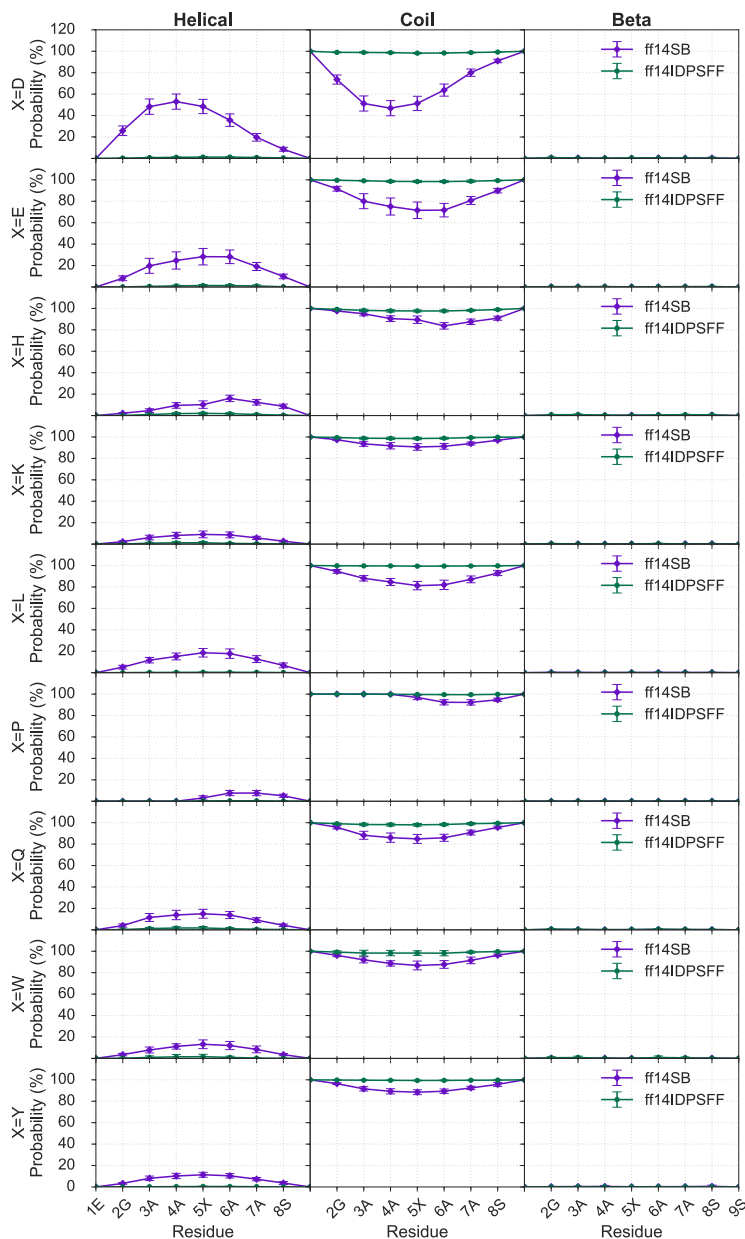 Helical Coil Beta
X=D
Probability (%)
120
100
80
60
40
20
ff14SB
ff14IDPSFF
X=E
Probability (%)
100
80
60
40
20
ff14SB
ff14IDPSFF
X=H
Probability (%)
100
80
60
40
20
ff14SB
ff14IDPSFF
X=K
Probability (%)
100
80
60
40
20
ff14SB
ff14IDPSFF
X=L
Probability (%)
100
80
60
40
20
ff14SB
ff14IDPSFF
X=P
Probability (%)
100
80
60
40
20
ff14SB
ff14IDPSFF
X=Q
Probability (%)
100
80
60
40
20
ff14SB
ff14IDPSFF
X=W
Probability (%)
100
80
60
40
20
ff14SB
ff14IDPSFF
X=Y
Probability (%)
100
80
60
40
20
0
ff14SB
ff14IDPSFF
1E 2G 3A 4A 5X 6A 7A 8S 2G 3A 4A 5X 6A 7A 8S 2G 3A 4A 5X 6A 7A 8S 9S
Residue Residue Residue